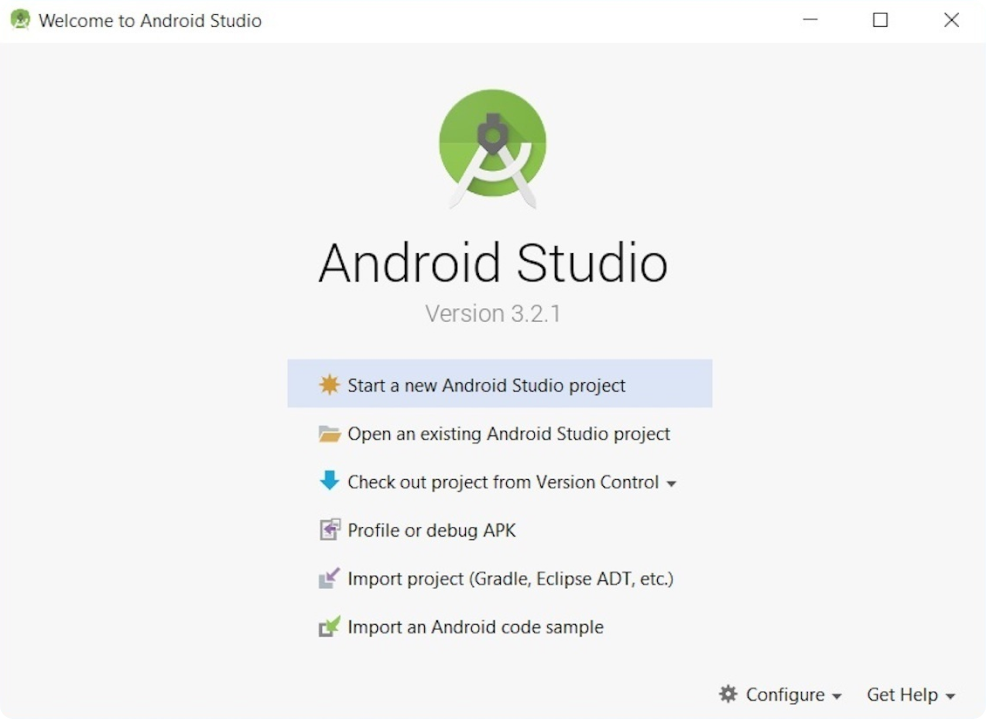 Welcome to Android Studio
Android Studio
Version 3.2.1
Start a new Android Studio project
Open an existing Android Studio project
Check out project from Version Control
Profile or debug APK
Import project (Gradle, Eclipse ADT, etc.)
Import an Android code sample
Configure Get Help